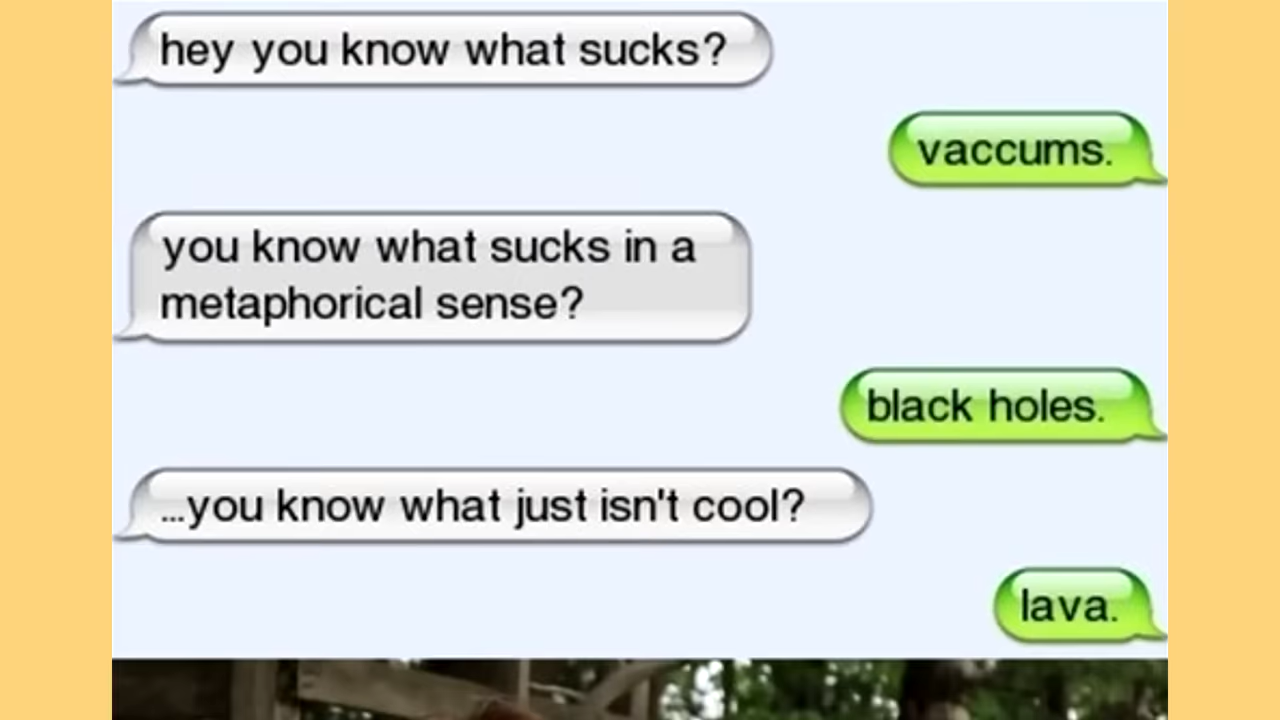 hey you know what sucks?
vaccums.
you know what sucks in a
metaphorical sense?
black holes.
...you know what just isn't cool?
lava.